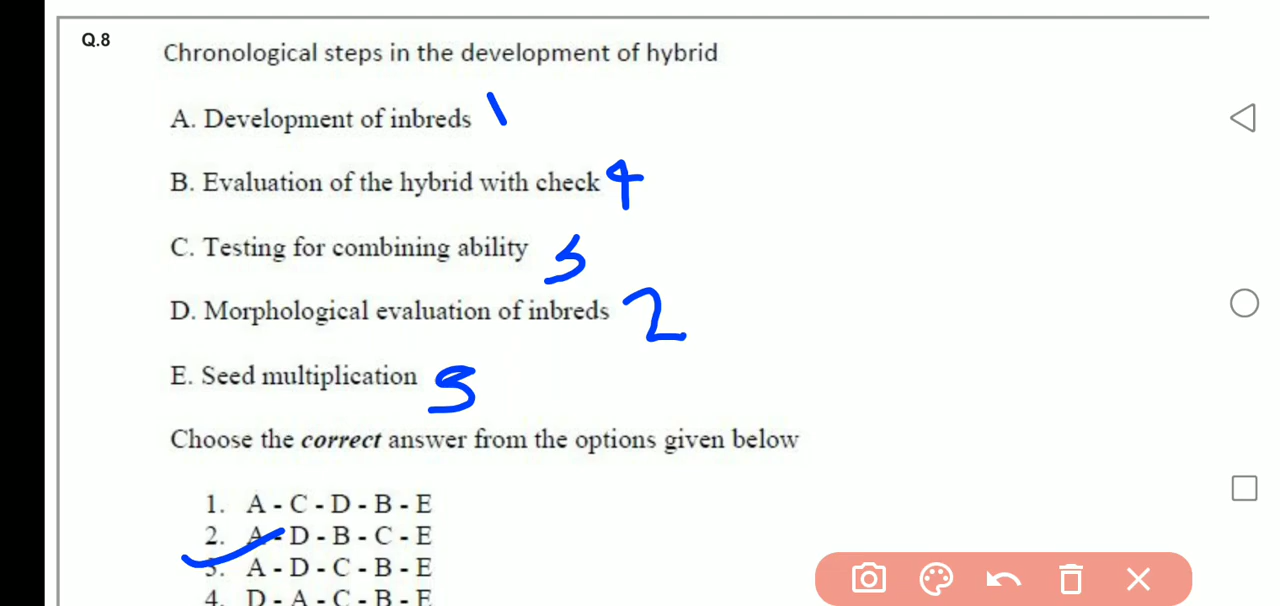 Q.8 Chronological steps in the development of hybrid
A. Development of inbreds 1
B. Evaluation of the hybrid with check 4
C. Testing for combining ability 3
D. Morphological evaluation of inbreds 2
E. Seed multiplication 5
Choose the correct answer from the options given below
1. A - C - D - B - E
2. A - D - B - C - E
3. A - D - C - B - E
4. D - A - C - B - E